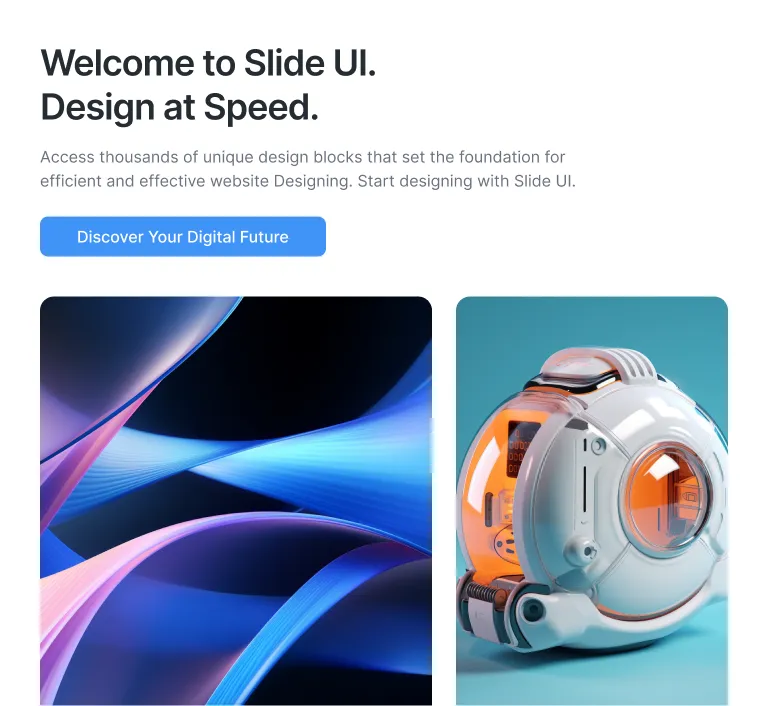 Welcome to Slide UI.
Design at Speed.
Access thousands of unique design blocks that set the foundation for
efficient and effective website Designing. Start designing with Slide UI.
Discover Your Digital Future